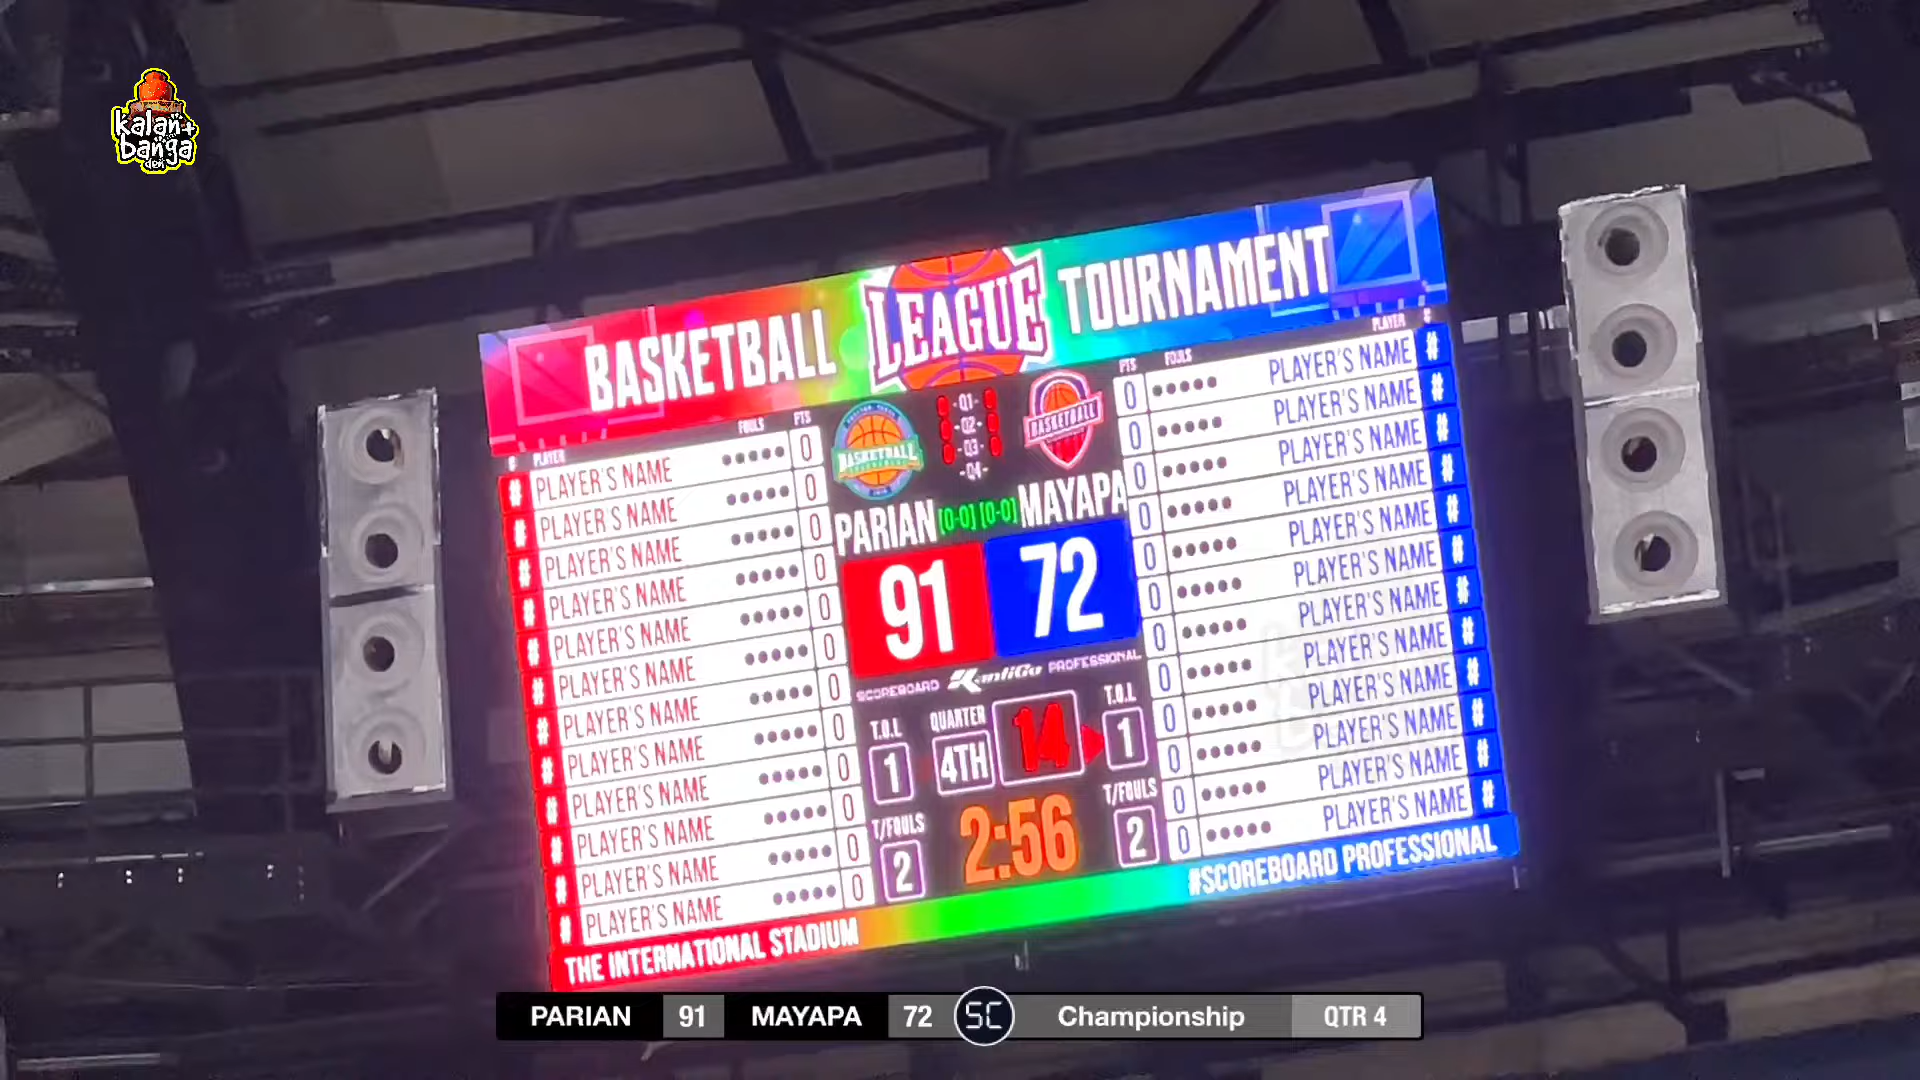 kalan+
banga
den
BASKETBALL LEAGUE TOURNAMENT
# PLAYER FOULS PTS
# PLAYER'S NAME 0
# PLAYER'S NAME 0
# PLAYER'S NAME 0
# PLAYER'S NAME 0
# PLAYER'S NAME 0
# PLAYER'S NAME 0
# PLAYER'S NAME 0
# PLAYER'S NAME 0
# PLAYER'S NAME 0
# PLAYER'S NAME 0
# PLAYER'S NAME 0
# PLAYER'S NAME
BASKETBALL
-Q1-
-Q2-
-Q3-
-Q4-
BASKETBALL
PARIAN [0-0] [0-0] MAYAPA
91 72
SCOREBOARD KantiGo PROFESSIONAL
T.O.L QUARTER T.O.L
1 4TH 14 1
T/FOULS T/FOULS
2 2:56 2
PTS FOULS PLAYER #
0 PLAYER'S NAME #
0 PLAYER'S NAME #
0 PLAYER'S NAME #
0 PLAYER'S NAME #
0 PLAYER'S NAME #
0 PLAYER'S NAME #
0 PLAYER'S NAME #
0 PLAYER'S NAME #
0 PLAYER'S NAME #
0 PLAYER'S NAME #
0 PLAYER'S NAME #
0 PLAYER'S NAME #
THE INTERNATIONAL STADIUM #SCOREBOARD PROFESSIONAL
PARIAN 91 MAYAPA 72 SC Championship QTR 4